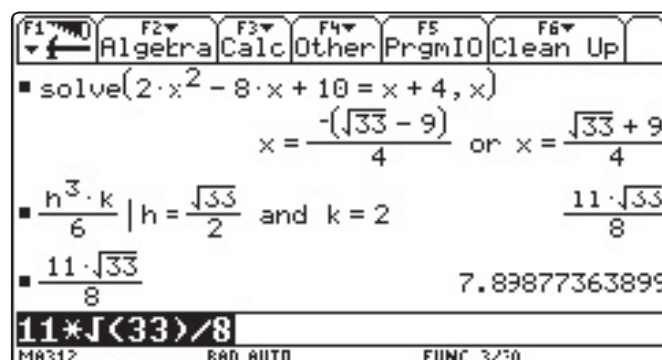 F1 F2 Algebra F3 Calc F4 Other F5 PrgmIO F6 Clean Up
▪ solve(2·x² − 8·x + 10 = x + 4, x)
x = -(√33 − 9)/4 or x = (√33 + 9)/4
▪ h³·k/6 | h = √33/2 and k = 2 11·√33/8
▪ 11·√33/8 7.89877363899
11*√(33)/8
MA312 RAD AUTO FUNC 3/30